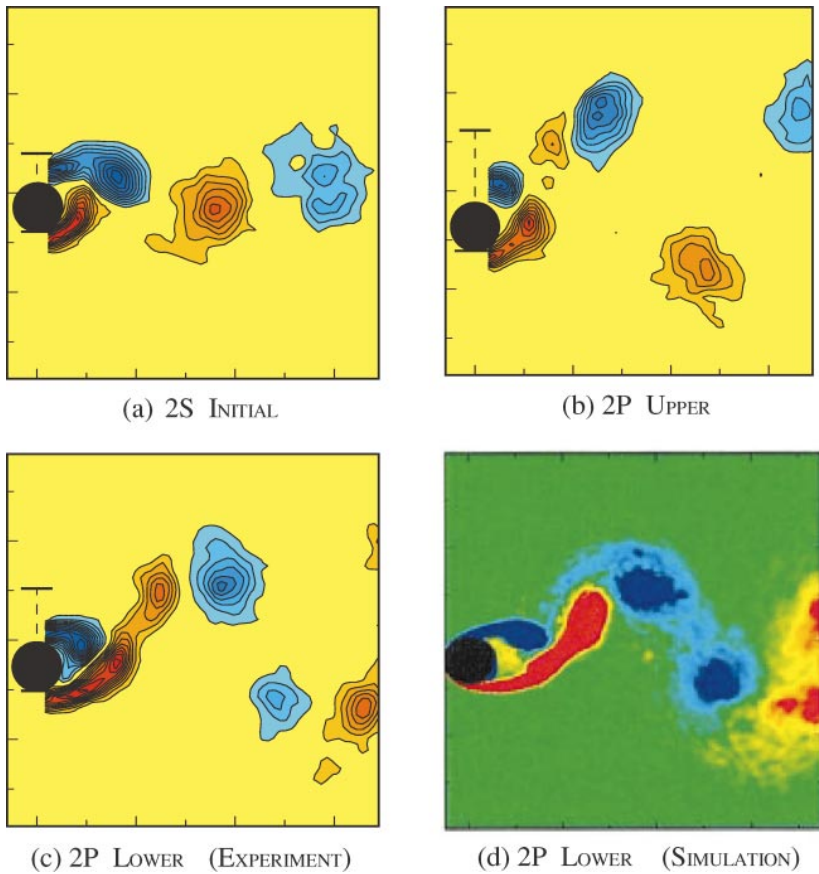 (a) 2S INITIAL
(b) 2P UPPER
(c) 2P LOWER (EXPERIMENT)
(d) 2P LOWER (SIMULATION)